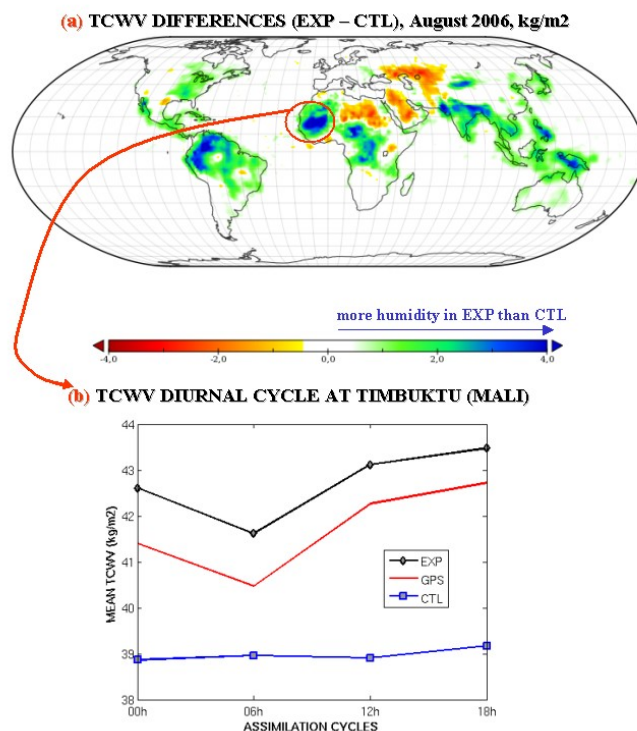 (a) TCWV DIFFERENCES (EXP – CTL), August 2006, kg/m2
more humidity in EXP than CTL
-4,0 -2,0 0,0 2,0 4,0
(b) TCWV DIURNAL CYCLE AT TIMBUKTU (MALI)
44
43
42
41
40
39
38
MEAN TCWV (kg/m2)
EXP
GPS
CTL
00h 06h 12h 18h
ASSIMILATION CYCLES